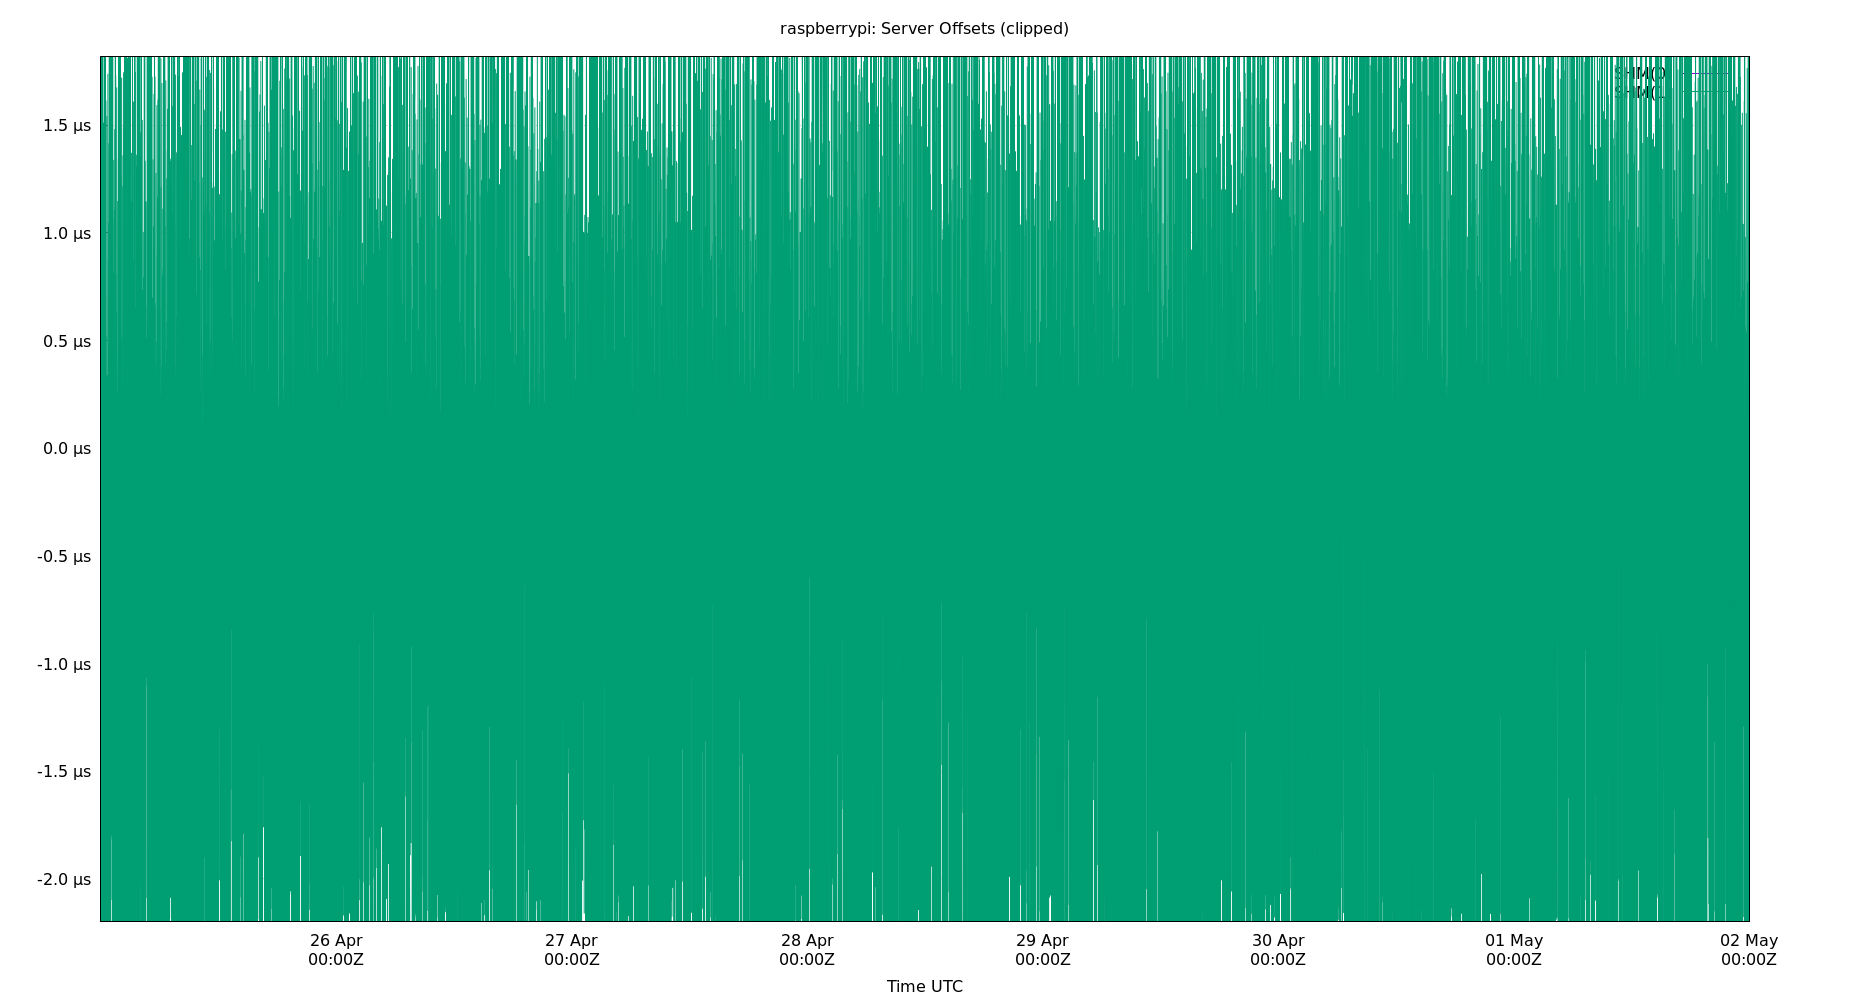 raspberrypi: Server Offsets (clipped)
1.5 µs
1.0 µs
0.5 µs
0.0 µs
-0.5 µs
-1.0 µs
-1.5 µs
-2.0 µs
SHM(0
SHM(
26 Apr 27 Apr 28 Apr 29 Apr 30 Apr 01 May 02 May
00:00Z 00:00Z 00:00Z 00:00Z 00:00Z 00:00Z 00:00Z
Time UTC